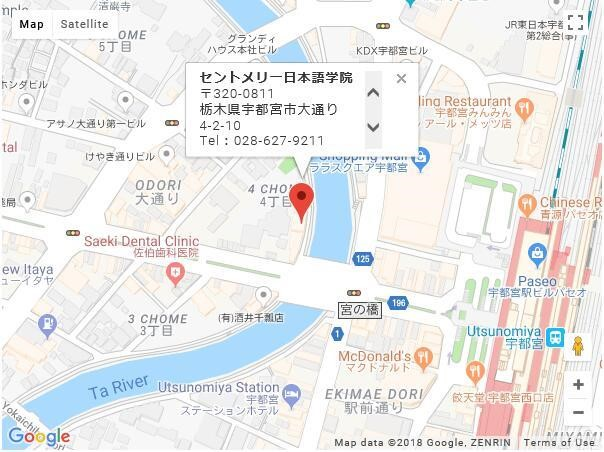 Map
Satellite
清巌寺
5 CHOME
5丁目
グランディ
ハウス本社ビル
KDX宇都宮ビル
JR東日本宇都
第2総合(事)
ホンダビル
アサノ大通り第一ビル
けやき通りビル
セントメリー日本語学院
〒320-0811
栃木県宇都宮市大通り
4-2-10
Tel : 028-627-9211
ling Restaurant
宇都宮みんみん
アール・メッツ店
Shopping Mall
ララスクエア宇都宮
ODORI
大通り
4 CHOME
4丁目
Chinese R
青源 パセオ店
Saeki Dental Clinic
佐伯歯科医院
125
Paseo
宇都宮駅ビルパセオ
ew Itaya
ューイタヤ
196
3 CHOME
3丁目
(有)酒井千瓢店
宮の橋
1
Utsunomiya
宇都宮
McDonald's
マクドナルド
Ta River
Utsunomiya Station
宇都宮
ステーションホテル
EKIMAE DORI
駅前通り
餃天堂 宇都宮西口店
Yokaichiba
Google
MIYAMI
Map data ©2018 Google, ZENRIN
Terms of Use